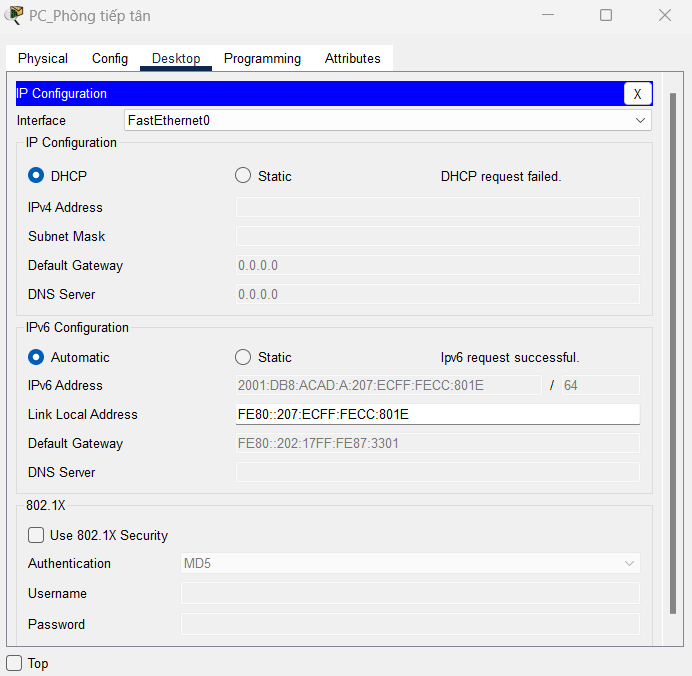 PC_Phòng tiếp tân
Physical Config Desktop Programming Attributes
IP Configuration X
Interface FastEthernet0
IP Configuration
DHCP Static DHCP request failed.
IPv4 Address
Subnet Mask
Default Gateway 0.0.0.0
DNS Server 0.0.0.0
IPv6 Configuration
Automatic Static Ipv6 request successful.
IPv6 Address 2001:DB8:ACAD:A:207:ECFF:FECC:801E / 64
Link Local Address FE80::207:ECFF:FECC:801E
Default Gateway FE80::202:17FF:FE87:3301
DNS Server
802.1X
Use 802.1X Security
Authentication MD5
Username
Password
Top